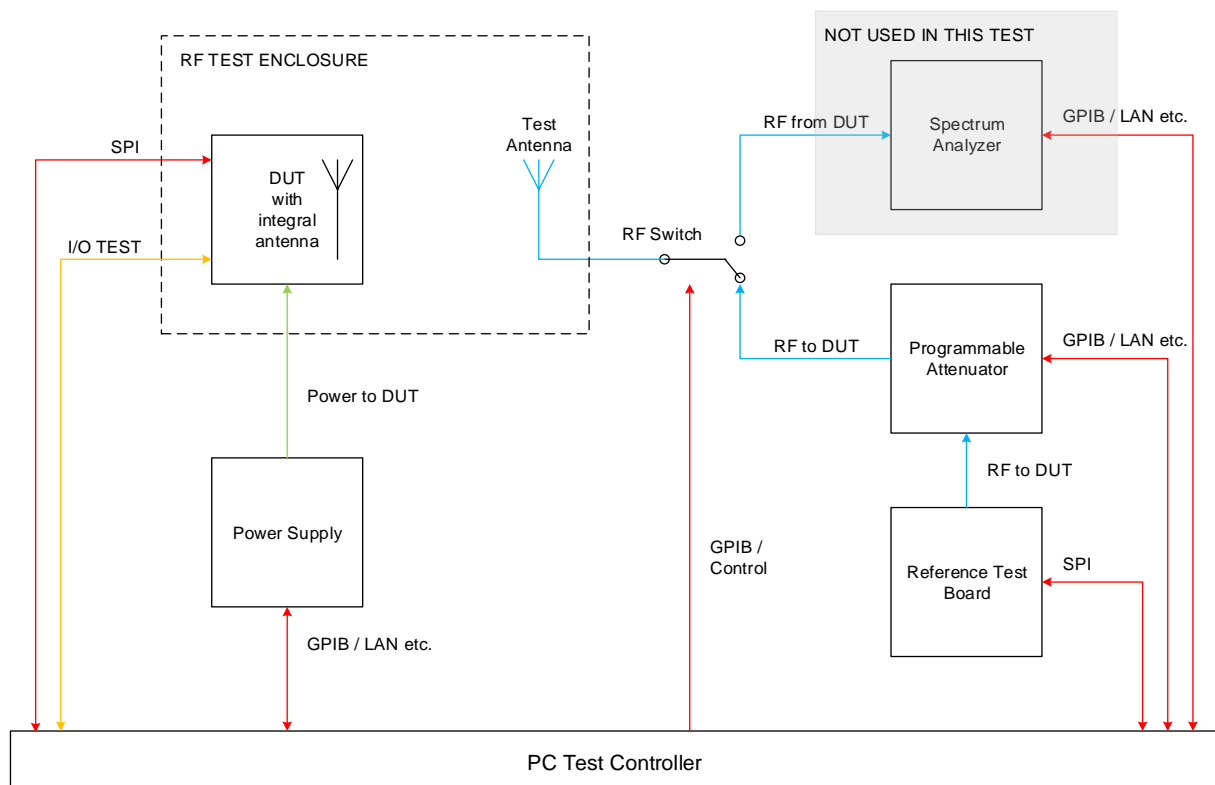 NOT USED IN THIS TEST
RF TEST ENCLOSURE
Test
Antenna
RF from DUT
Spectrum
Analyzer
GPIB / LAN etc.
SPI
DUT
with
integral
antenna
RF Switch
I/O TEST
RF to DUT
Programmable
Attenuator
GPIB / LAN etc.
Power to DUT
RF to DUT
Power Supply
GPIB /
Control
Reference Test
Board
SPI
GPIB / LAN etc.
PC Test Controller